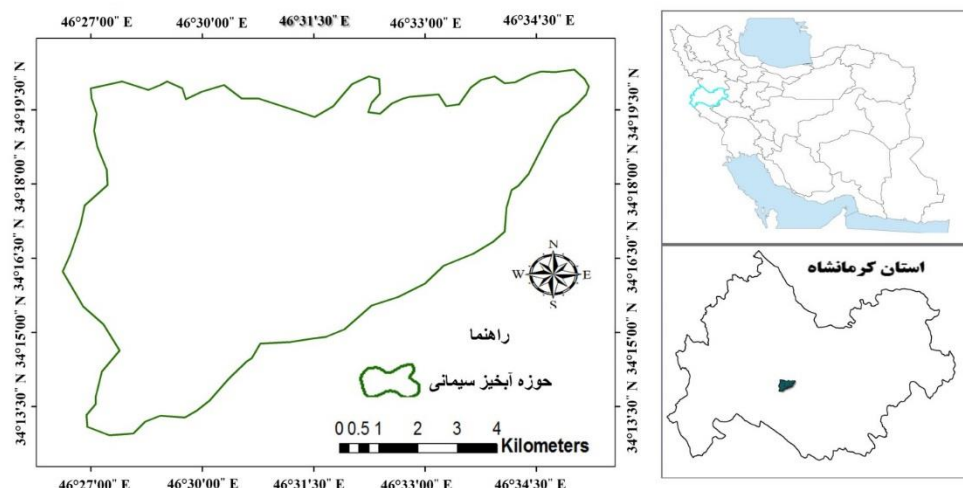 46°27'00" E 46°30'00" E 46°31'30" E 46°33'00" E 46°34'30" E
34°19'30" N
34°18'00" N
34°16'30" N
34°15'00" N
34°13'30" N
34°19'30" N
34°18'00" N
34°16'30" N
34°15'00" N
34°13'30" N
N
W E
S
راهنما
حوزه آبخیز سیمانی
0 0.5 1 2 3 4
Kilometers
46°27'00" E 46°30'00" E 46°31'30" E 46°33'00" E 46°34'30" E
استان کرمانشاه